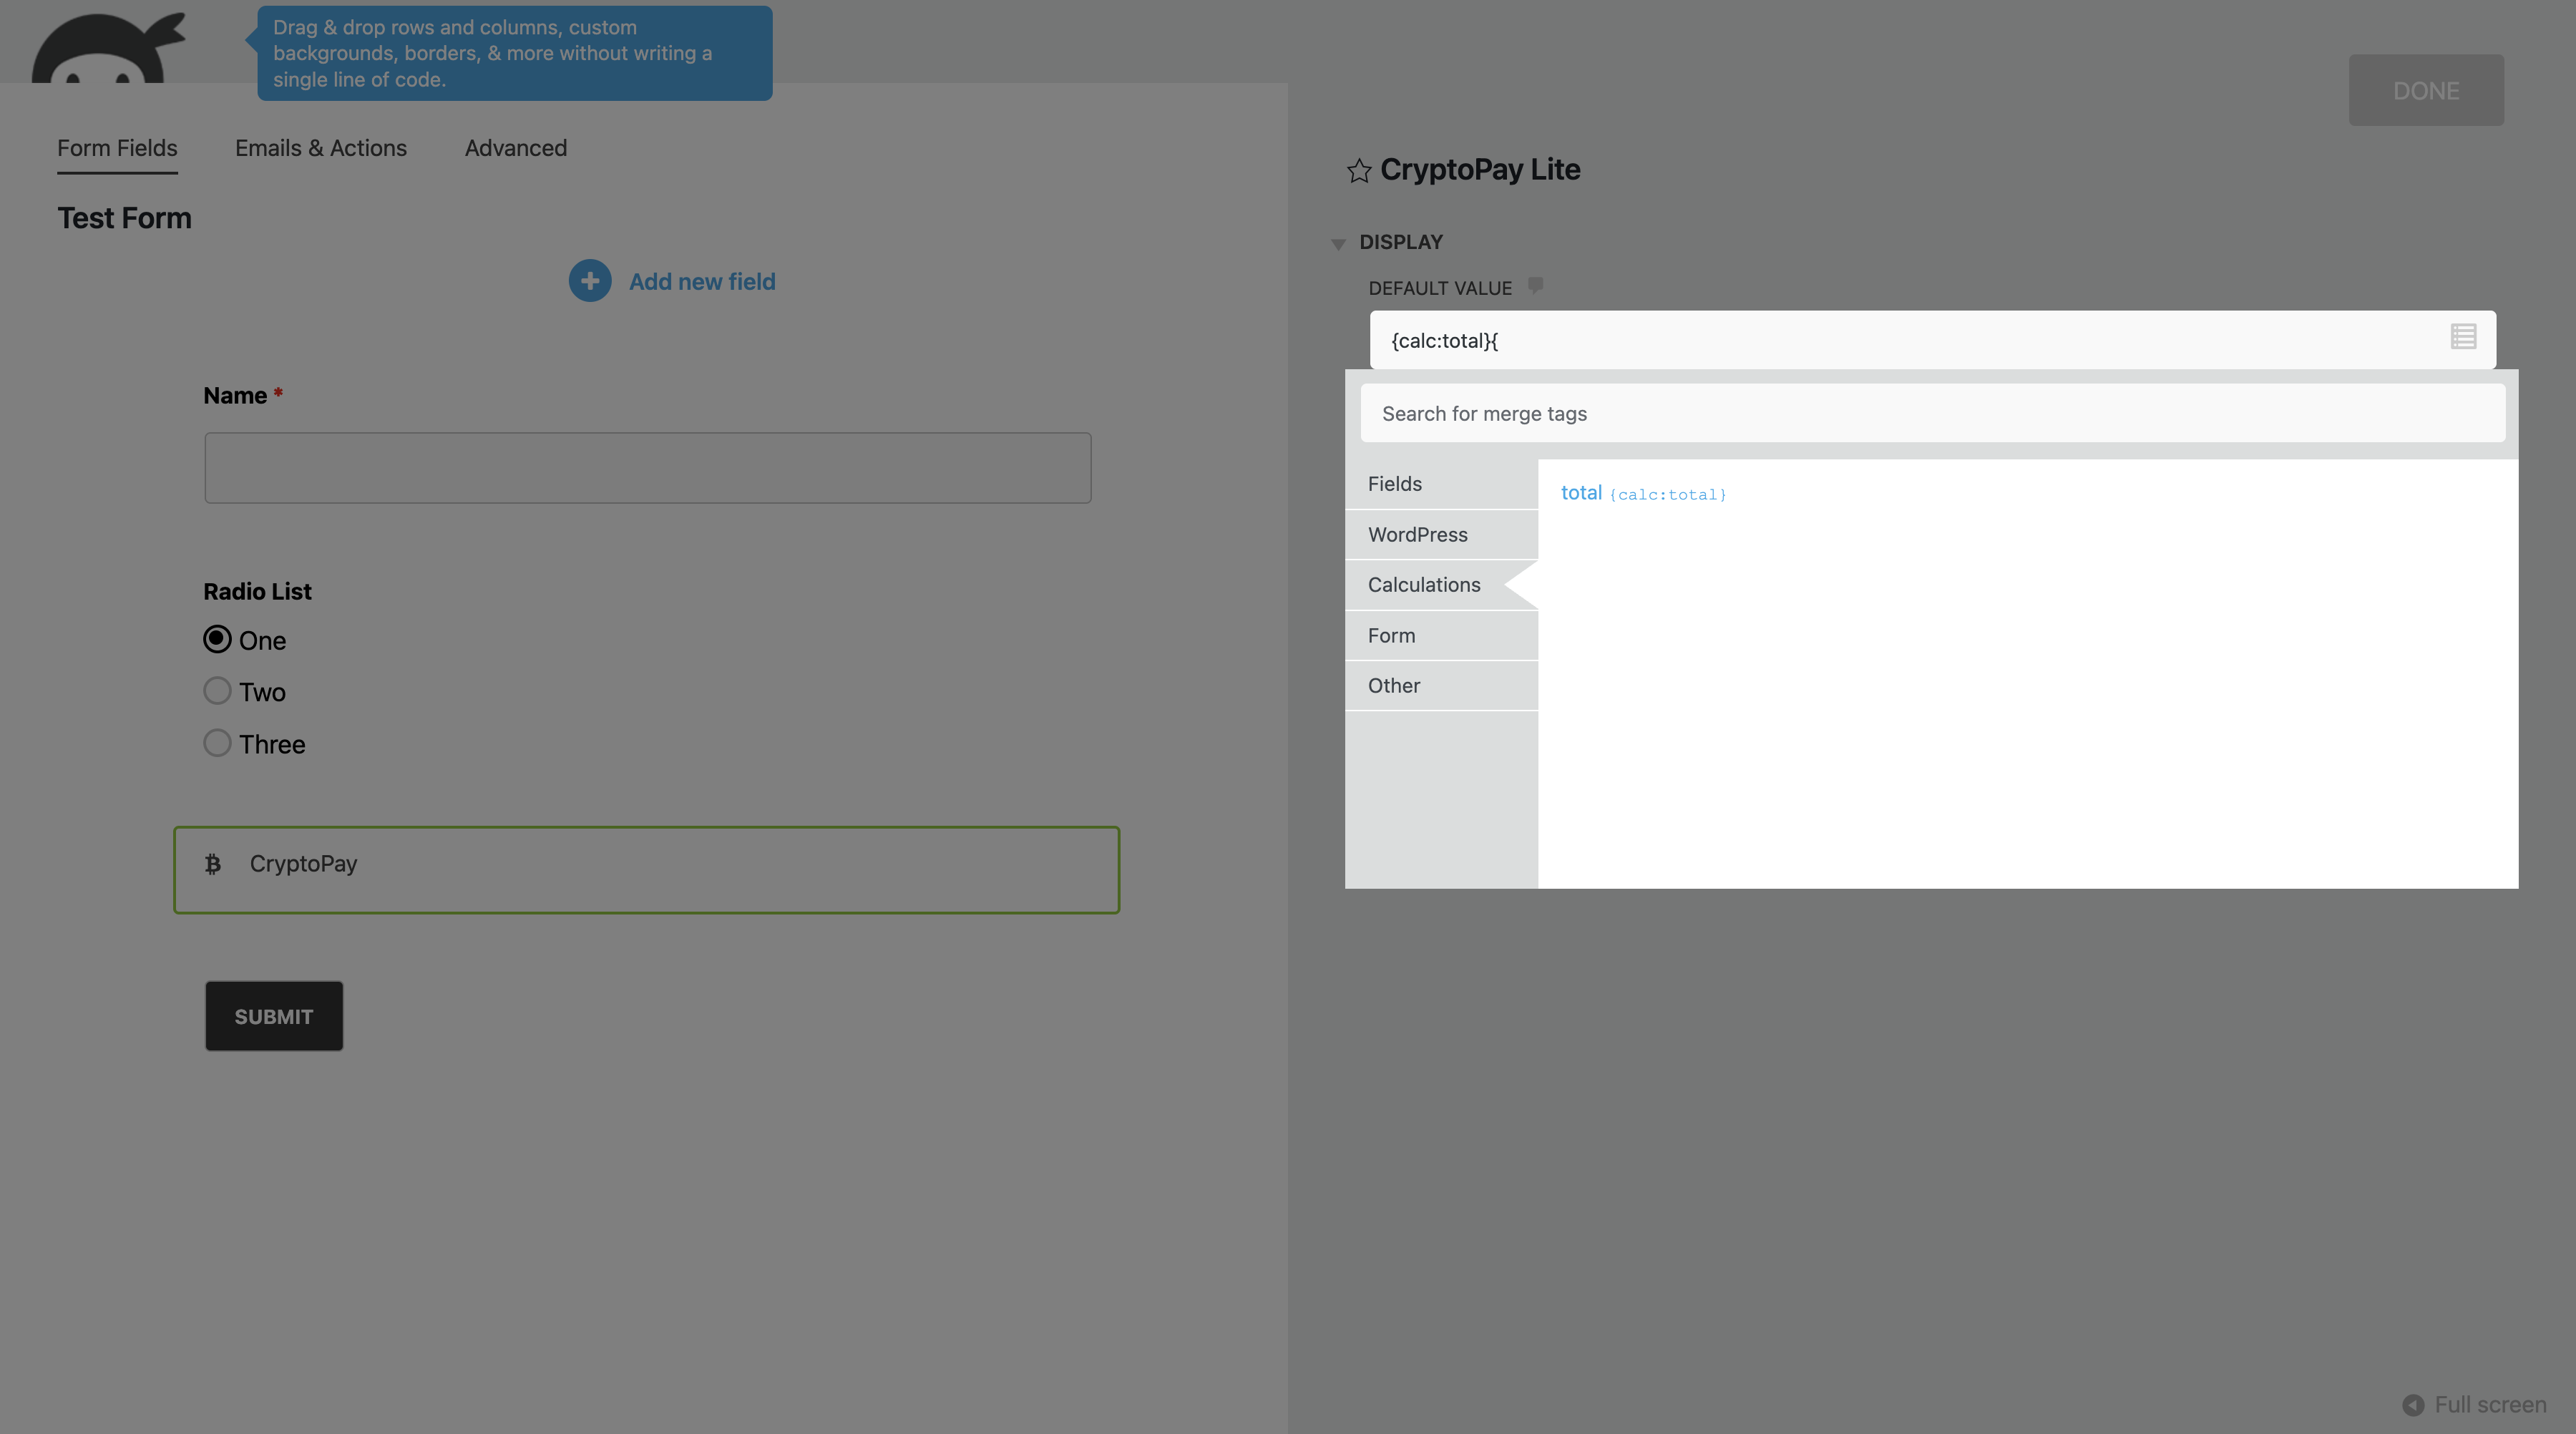 Drag & drop rows and columns, custom
backgrounds, borders, & more without writing a
single line of code.
DONE
Form Fields
Emails & Actions
Advanced
Test Form
Add new field
Name *
Radio List
One
Two
Three
CryptoPay
SUBMIT
CryptoPay Lite
DISPLAY
DEFAULT VALUE
{calc:total}{
Search for merge tags
Fields
WordPress
Calculations
Form
Other
total {calc:total}
Full screen